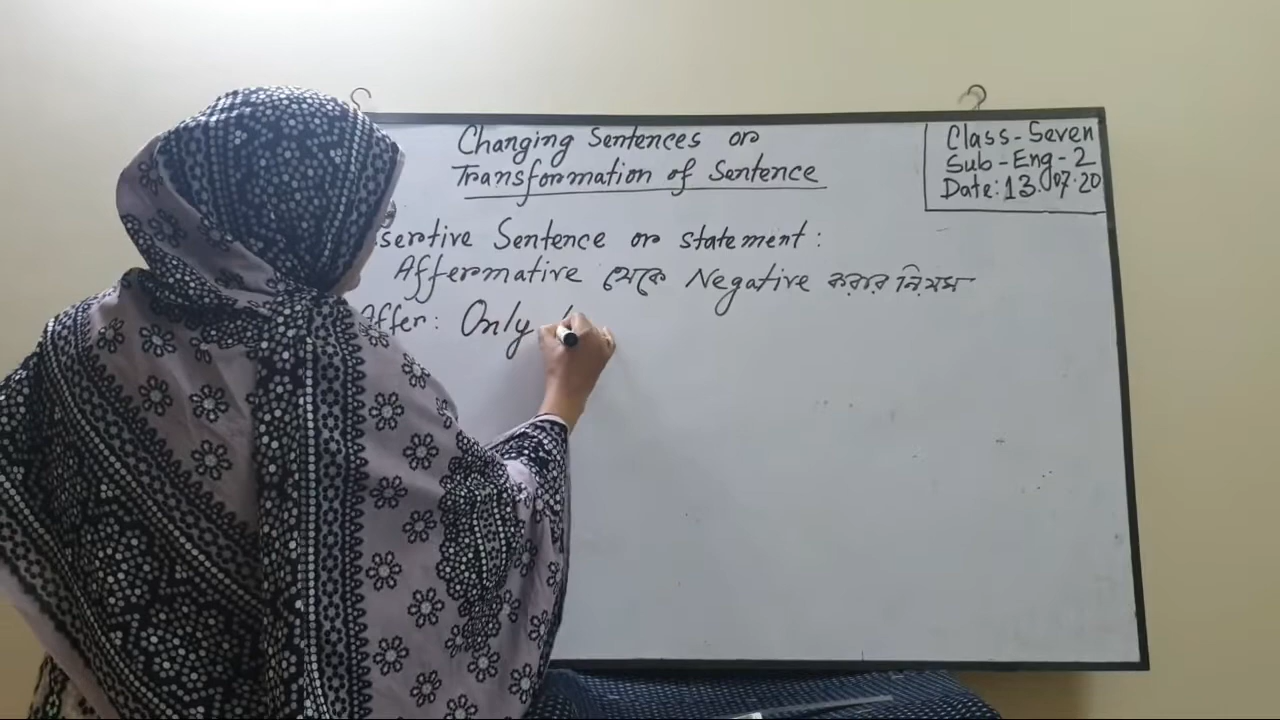 Changing Sentences or
Transformation of Sentence
Class-Seven
Sub-Eng-2
Date: 13.07.20
sertive Sentence or statement:
Affermative থেকে Negative করার নিয়ম
Affer: Only